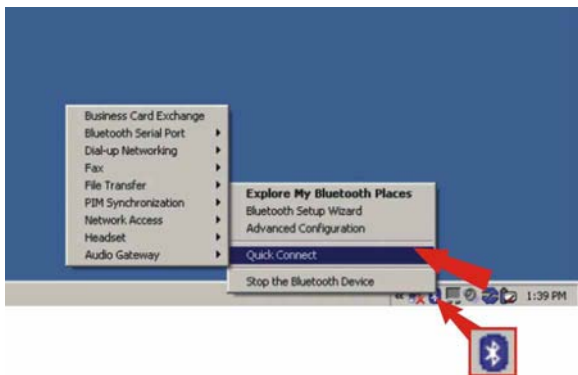 Business Card Exchange
Bluetooth Serial Port
Dial-up Networking
Fax
File Transfer
PIM Synchronization
Network Access
Headset
Audio Gateway
Explore My Bluetooth Places
Bluetooth Setup Wizard
Advanced Configuration
Quick Connect
Stop the Bluetooth Device
1:39 PM